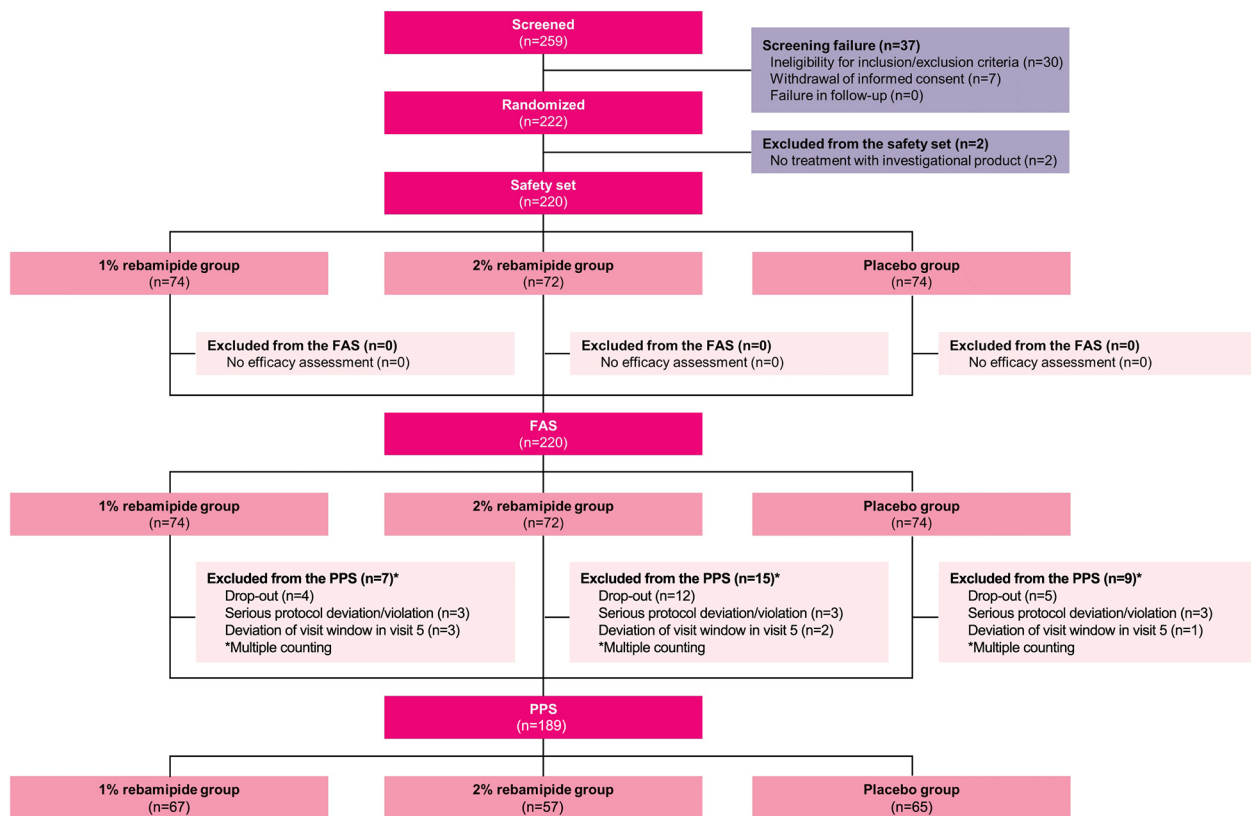 Screened
(n=259)
Screening failure (n=37)
Ineligibility for inclusion/exclusion criteria (n=30)
Withdrawal of informed consent (n=7)
Failure in follow-up (n=0)
Randomized
(n=222)
Excluded from the safety set (n=2)
No treatment with investigational product (n=2)
Safety set
(n=220)
1% rebamipide group
(n=74)
2% rebamipide group
(n=72)
Placebo group
(n=74)
Excluded from the FAS (n=0)
No efficacy assessment (n=0)
Excluded from the FAS (n=0)
No efficacy assessment (n=0)
Excluded from the FAS (n=0)
No efficacy assessment (n=0)
FAS
(n=220)
1% rebamipide group
(n=74)
2% rebamipide group
(n=72)
Placebo group
(n=74)
Excluded from the PPS (n=7)*
Drop-out (n=4)
Serious protocol deviation/violation (n=3)
Deviation of visit window in visit 5 (n=3)
*Multiple counting
Excluded from the PPS (n=15)*
Drop-out (n=12)
Serious protocol deviation/violation (n=3)
Deviation of visit window in visit 5 (n=2)
*Multiple counting
Excluded from the PPS (n=9)*
Drop-out (n=5)
Serious protocol deviation/violation (n=3)
Deviation of visit window in visit 5 (n=1)
*Multiple counting
PPS
(n=189)
1% rebamipide group
(n=67)
2% rebamipide group
(n=57)
Placebo group
(n=65)